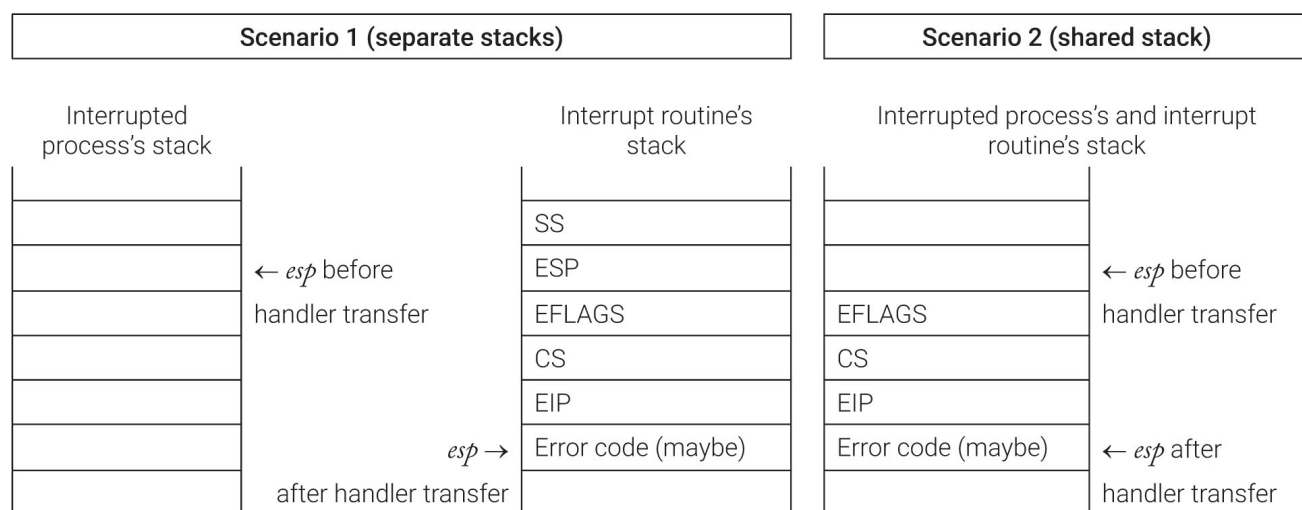 Scenario 1 (separate stacks)
Scenario 2 (shared stack)
Interrupted
process’s stack
Interrupt routine’s
stack
Interrupted process’s and interrupt
routine’s stack
← esp before
handler transfer
SS
ESP
EFLAGS
CS
EIP
Error code (maybe)
esp →
after handler transfer
← esp before
handler transfer
EFLAGS
CS
EIP
Error code (maybe)
← esp after
handler transfer